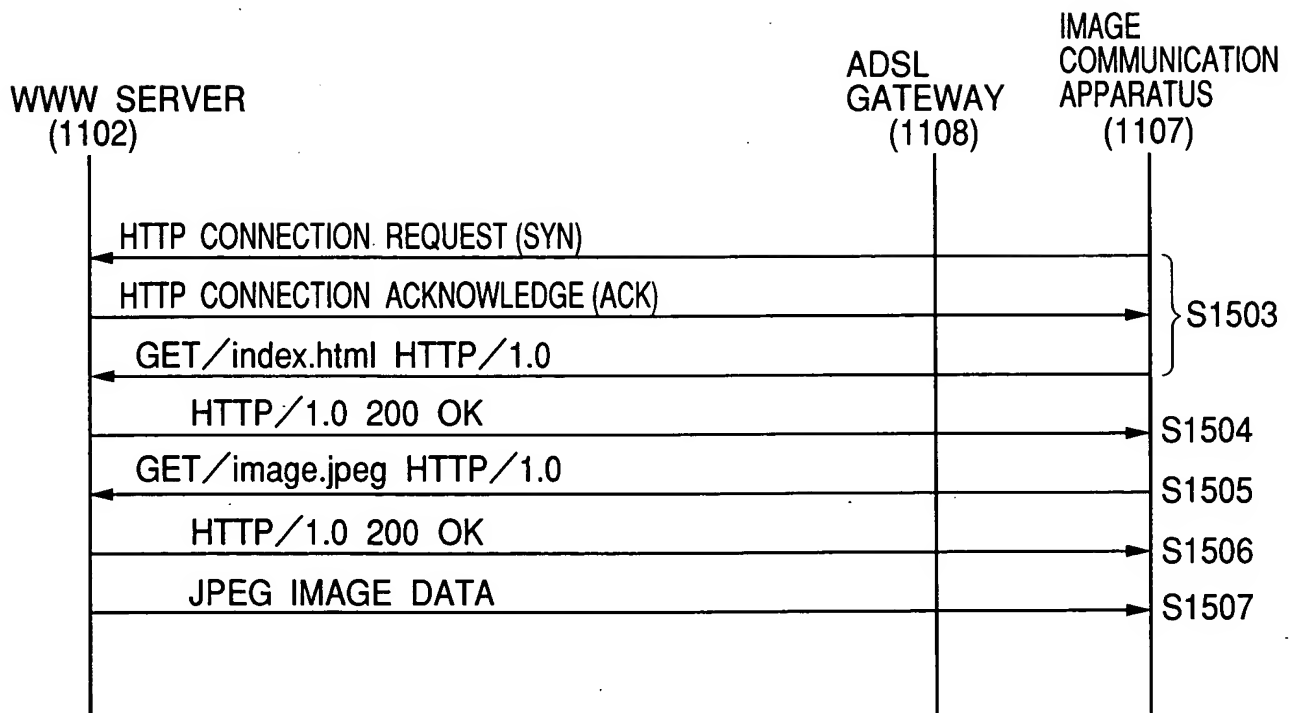 WWW SERVER
(1102)
ADSL
GATEWAY
(1108)
IMAGE
COMMUNICATION
APPARATUS
(1107)
HTTP CONNECTION REQUEST (SYN)
HTTP CONNECTION ACKNOWLEDGE (ACK)
S1503
GET/index.html HTTP/1.0
HTTP/1.0 200 OK
S1504
GET/image.jpeg HTTP/1.0
S1505
HTTP/1.0 200 OK
S1506
JPEG IMAGE DATA
S1507